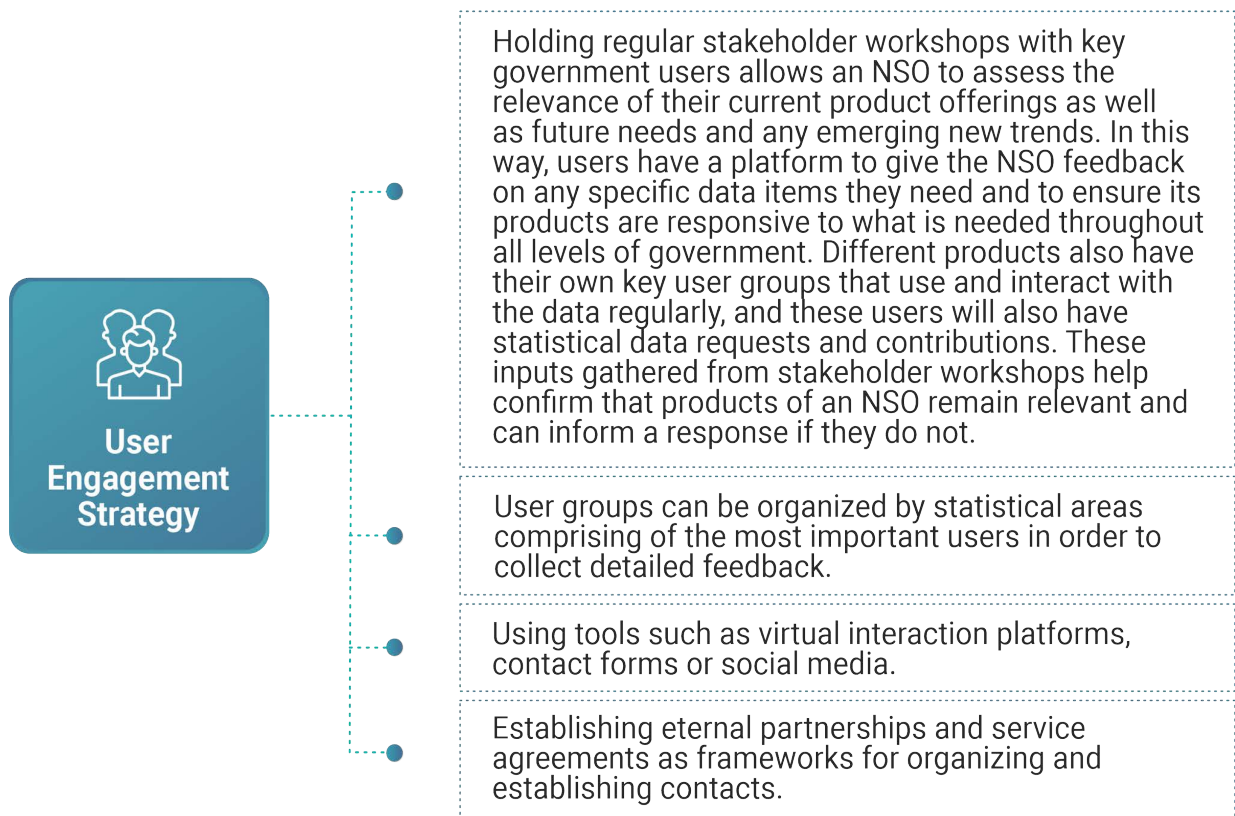 User
Engagement
Strategy
Holding regular stakeholder workshops with key
government users allows an NSO to assess the
relevance of their current product offerings as well
as future needs and any emerging new trends. In this
way, users have a platform to give the NSO feedback
on any specific data items they need and to ensure its
products are responsive to what is needed throughout
all levels of government. Different products also have
their own key user groups that use and interact with
the data regularly, and these users will also have
statistical data requests and contributions. These
inputs gathered from stakeholder workshops help
confirm that products of an NSO remain relevant and
can inform a response if they do not.
User groups can be organized by statistical areas
comprising of the most important users in order to
collect detailed feedback.
Using tools such as virtual interaction platforms,
contact forms or social media.
Establishing eternal partnerships and service
agreements as frameworks for organizing and
establishing contacts.